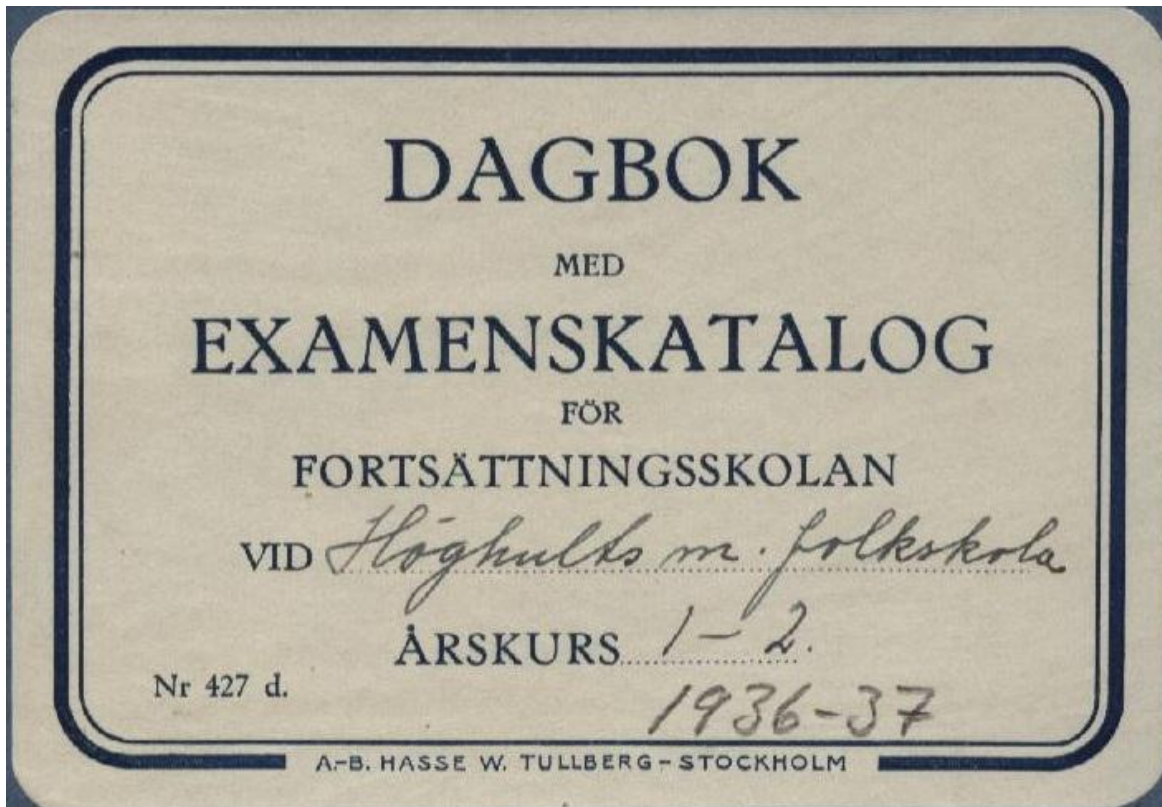 DAGBOK
MED
EXAMENSKATALOG
FÖR
FORTSÄTTNINGSSKOLAN
VID Höghults m. folkskola
ÅRSKURS 1-2.
Nr 427 d.
1936-37
A.-B. HASSE W. TULLBERG - STOCKHOLM